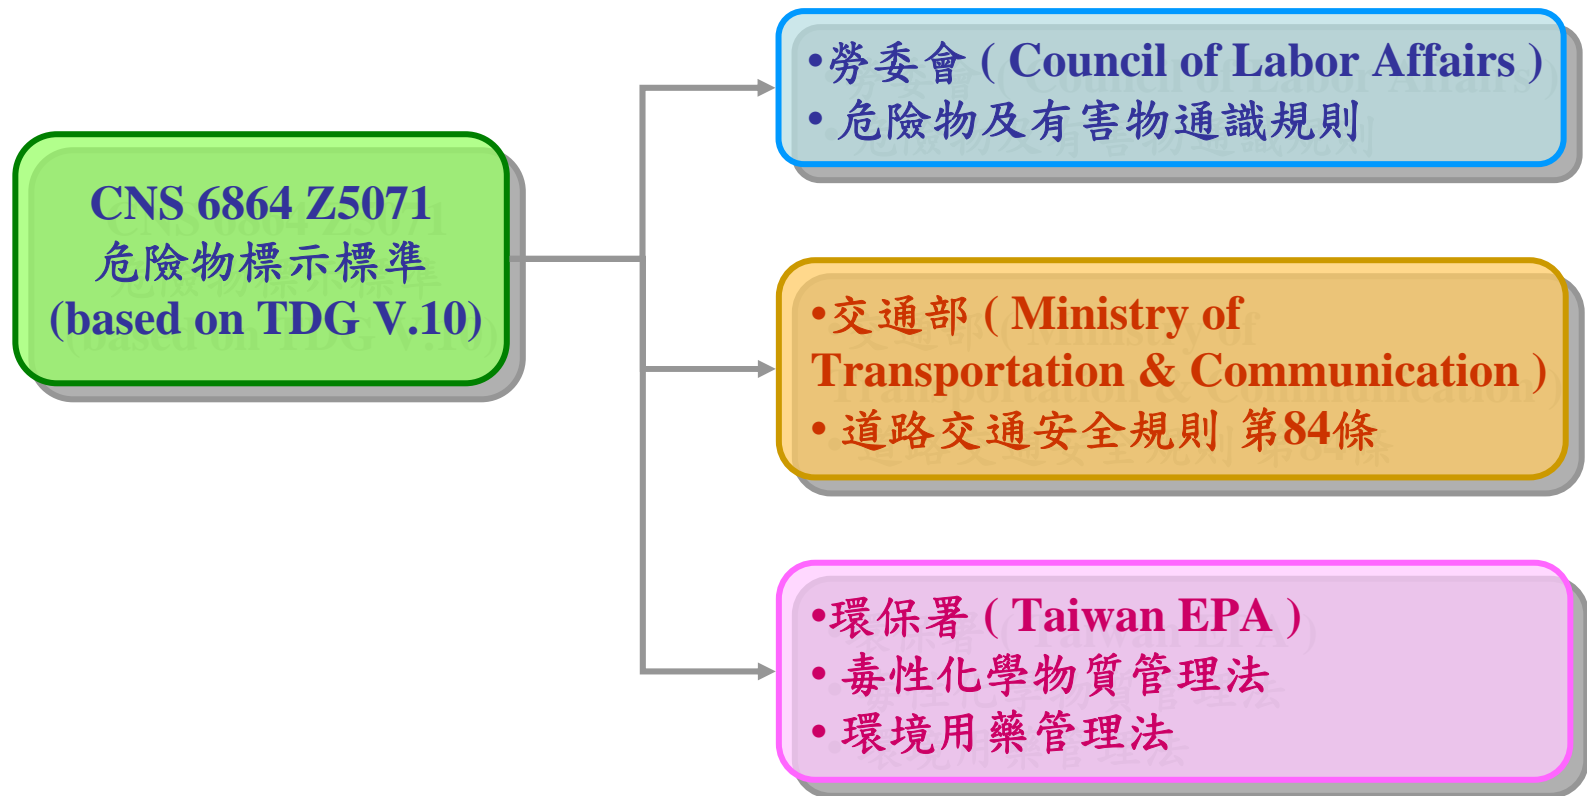 CNS 6864 Z5071
危險物標示標準
(based on TDG V.10)
•勞委會 ( Council of Labor Affairs )
• 危險物及有害物通識規則
•交通部 ( Ministry of
Transportation & Communication )
• 道路交通安全規則 第84條
•環保署 ( Taiwan EPA )
• 毒性化學物質管理法
• 環境用藥管理法